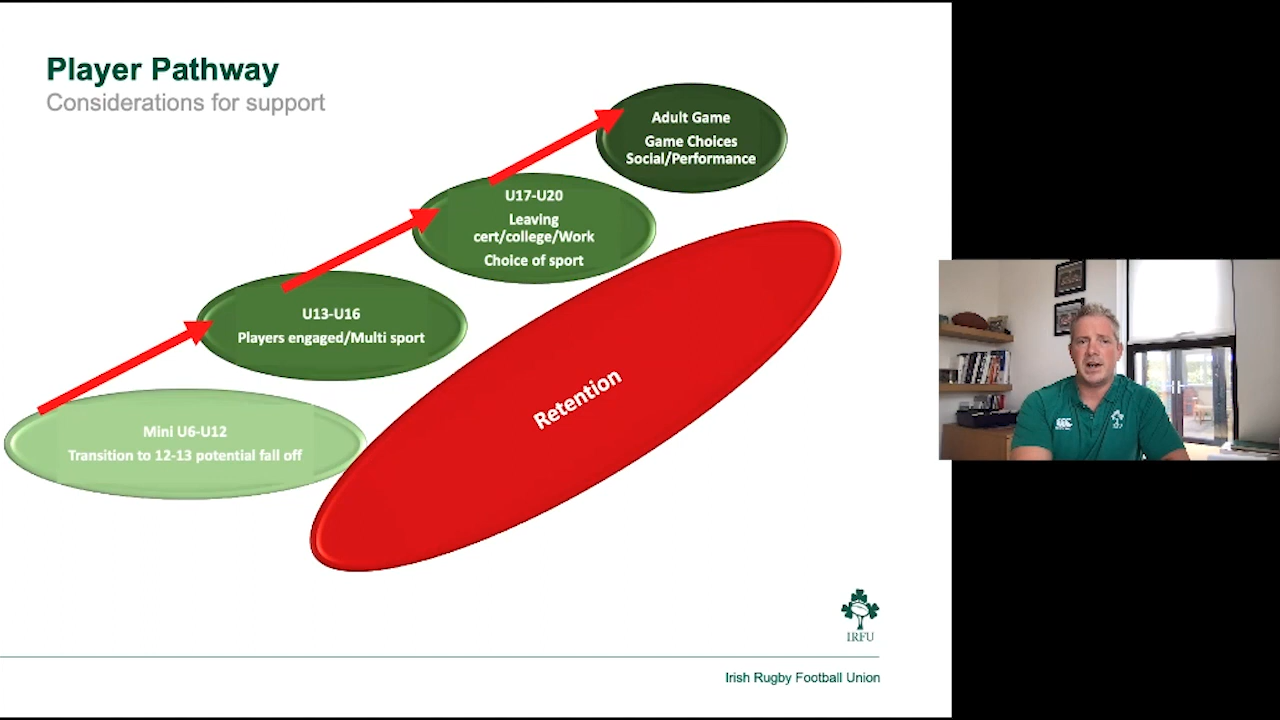 Player Pathway
Considerations for support
Adult Game
Game Choices
Social/Performance
U17-U20
Leaving
cert/college/Work
Choice of sport
U13-U16
Players engaged/Multi sport
Mini U6-U12
Transition to 12-13 potential fall off
Retention
IRFU
Irish Rugby Football Union